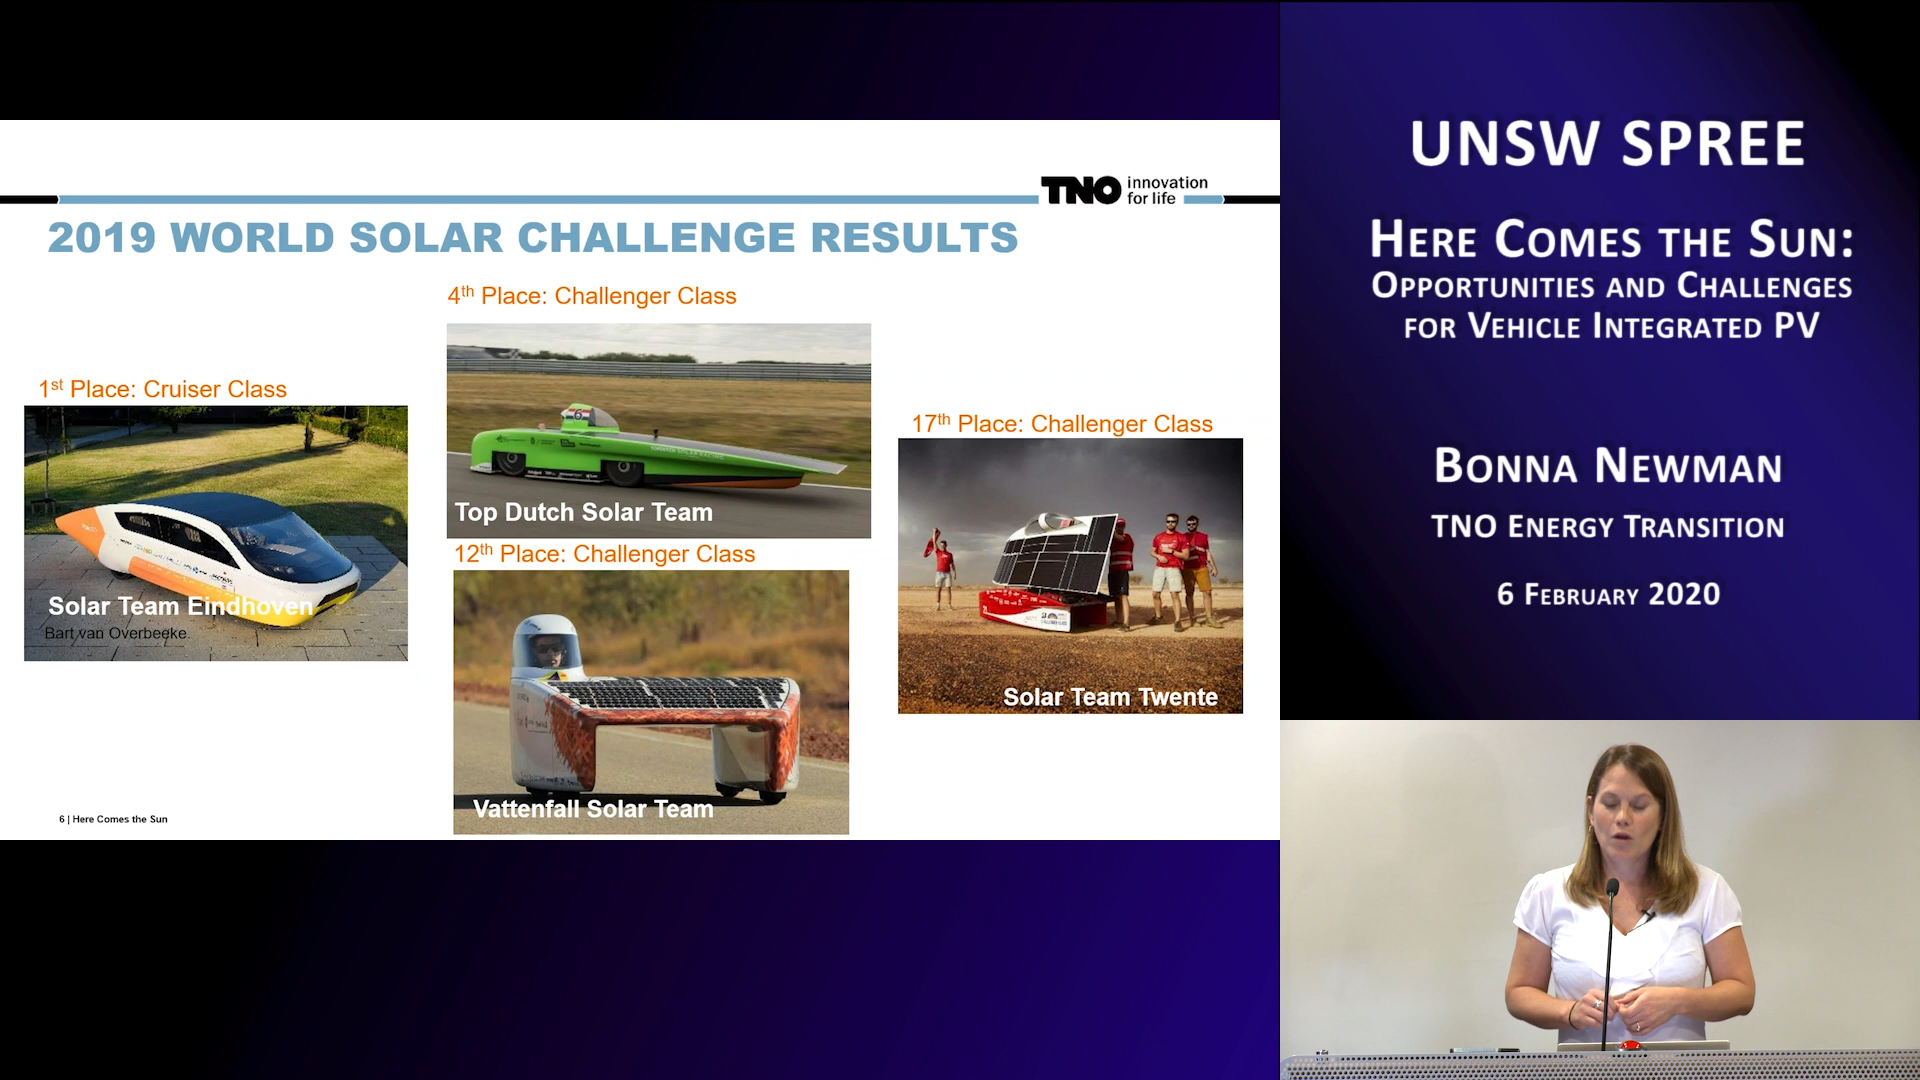 TNO innovation
for life
2019 WORLD SOLAR CHALLENGE RESULTS
4th Place: Challenger Class
1st Place: Cruiser Class
17th Place: Challenger Class
6
Top Dutch Solar Team
12th Place: Challenger Class
Solar Team Eindhoven
Bart van Overbeeke.
Solar Team Twente
Vattenfall Solar Team
6 | Here Comes the Sun
UNSW SPREE
HERE COMES THE SUN:
OPPORTUNITIES AND CHALLENGES
FOR VEHICLE INTEGRATED PV
BONNA NEWMAN
TNO ENERGY TRANSITION
6 FEBRUARY 2020